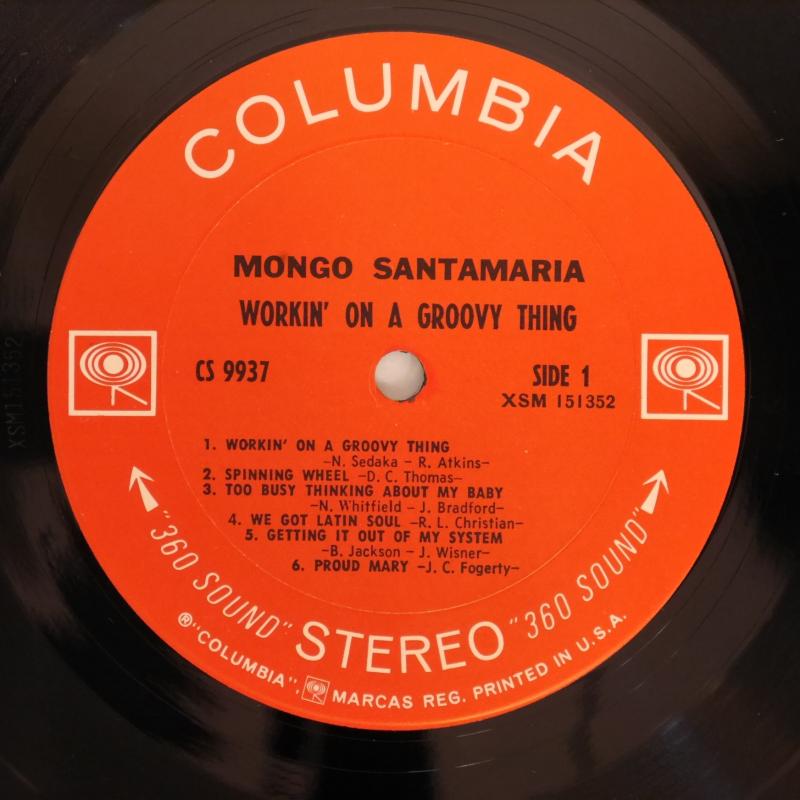 COLUMBIA
MONGO SANTAMARIA
WORKIN' ON A GROOVY THING
CS 9937
SIDE 1
XSM 151352
1. WORKIN' ON A GROOVY THING
–N. Sedaka – R. Atkins–
2. SPINNING WHEEL –D. C. Thomas–
3. TOO BUSY THINKING ABOUT MY BABY
–N. Whitfield – J. Bradford–
4. WE GOT LATIN SOUL –R. L. Christian–
5. GETTING IT OUT OF MY SYSTEM
–B. Jackson – J. Wisner–
6. PROUD MARY –J. C. Fogerty–
"360 SOUND" STEREO "360 SOUND"
®"COLUMBIA", MARCAS REG. PRINTED IN U.S.A.
XSM151352